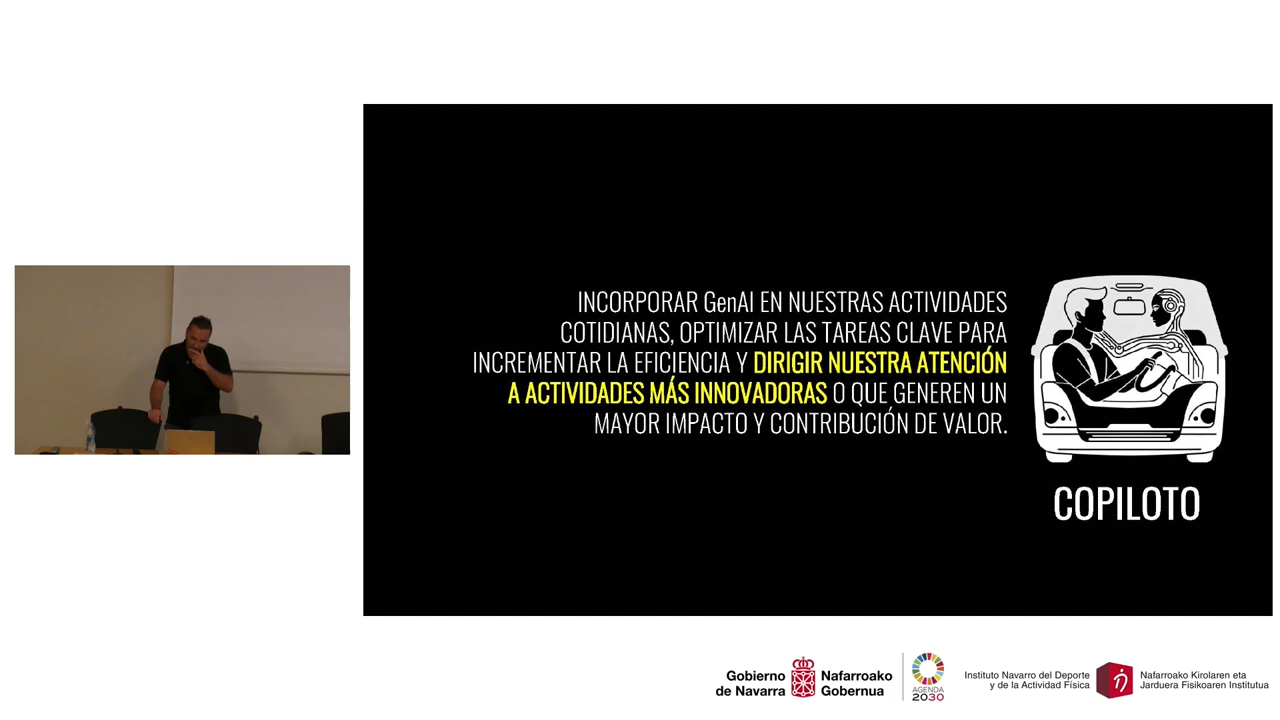 INCORPORAR GenAI EN NUESTRAS ACTIVIDADES
COTIDIANAS, OPTIMIZAR LAS TAREAS CLAVE PARA
INCREMENTAR LA EFICIENCIA Y DIRIGIR NUESTRA ATENCIÓN
A ACTIVIDADES MÁS INNOVADORAS O QUE GENEREN UN
MAYOR IMPACTO Y CONTRIBUCIÓN DE VALOR.
COPILOTO
Gobierno
de Navarra
Nafarroako
Gobernua
AGENDA
2030
Instituto Navarro del Deporte
y de la Actividad Física
Nafarroako Kirolaren eta
Jarduera Fisikoaren Institutua